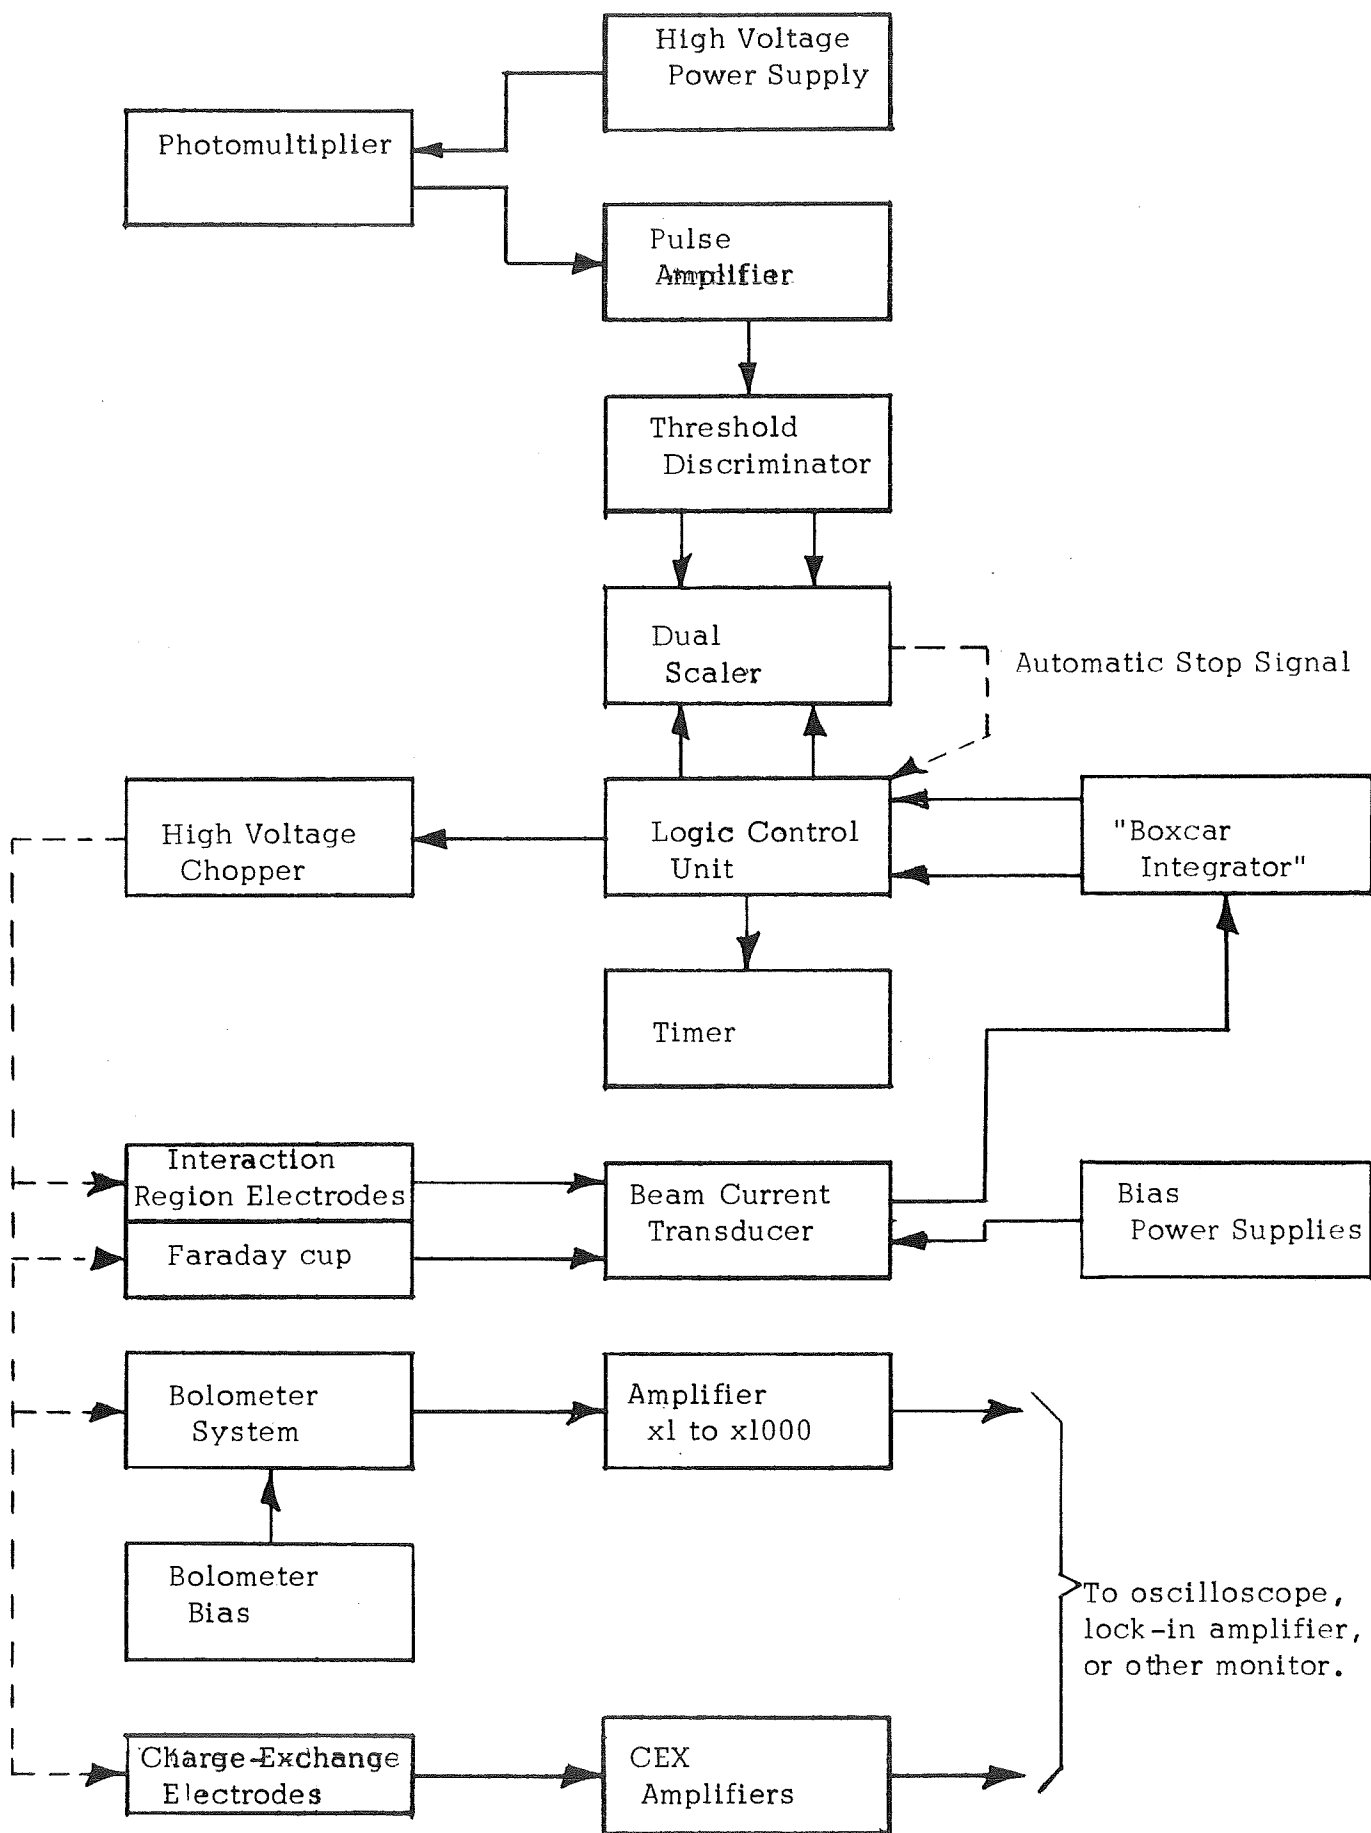 High Voltage
Power Supply
Photomultiplier
Pulse
Amplifier
Threshold
Discriminator
Dual
Scaler
Automatic Stop Signal
High Voltage
Chopper
Logic Control
Unit
"Boxcar
Integrator"
Timer
Interaction
Region Electrodes
Faraday cup
Beam Current
Transducer
Bias
Power Supplies
Bolometer
System
Amplifier
x1 to x1000
Bolometer
Bias
To oscilloscope,
lock-in amplifier,
or other monitor.
Charge-Exchange
Electrodes
CEX
Amplifiers